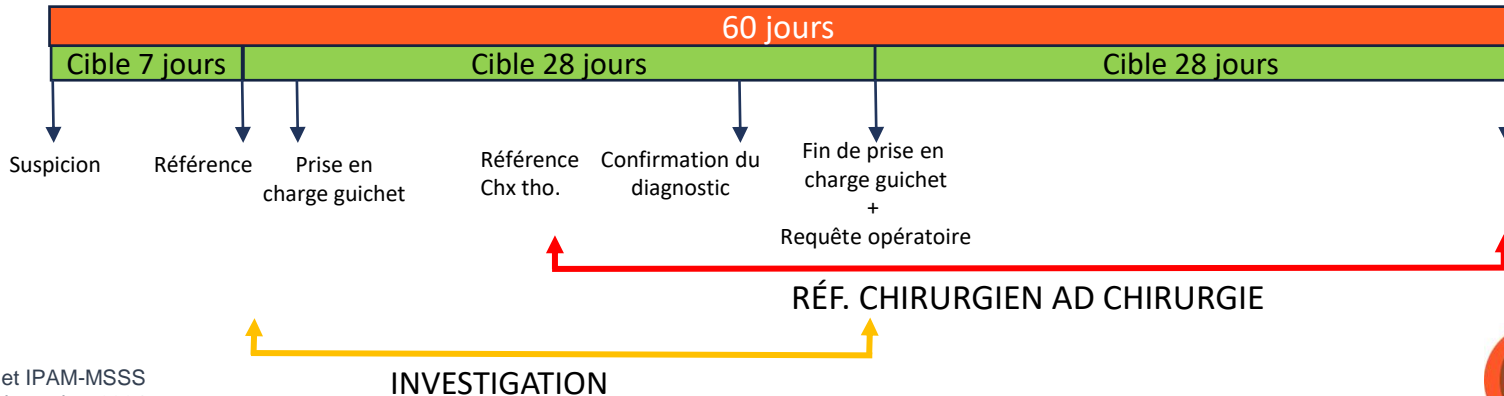 60 jours
Cible 7 jours
Cible 28 jours
Cible 28 jours
Suspicion
Référence
Prise en
charge guichet
Référence
Chx tho.
Confirmation du
diagnostic
Fin de prise en
charge guichet
+
Requête opératoire
RÉF. CHIRURGIEN AD CHIRURGIE
INVESTIGATION
et IPAM-MSSS